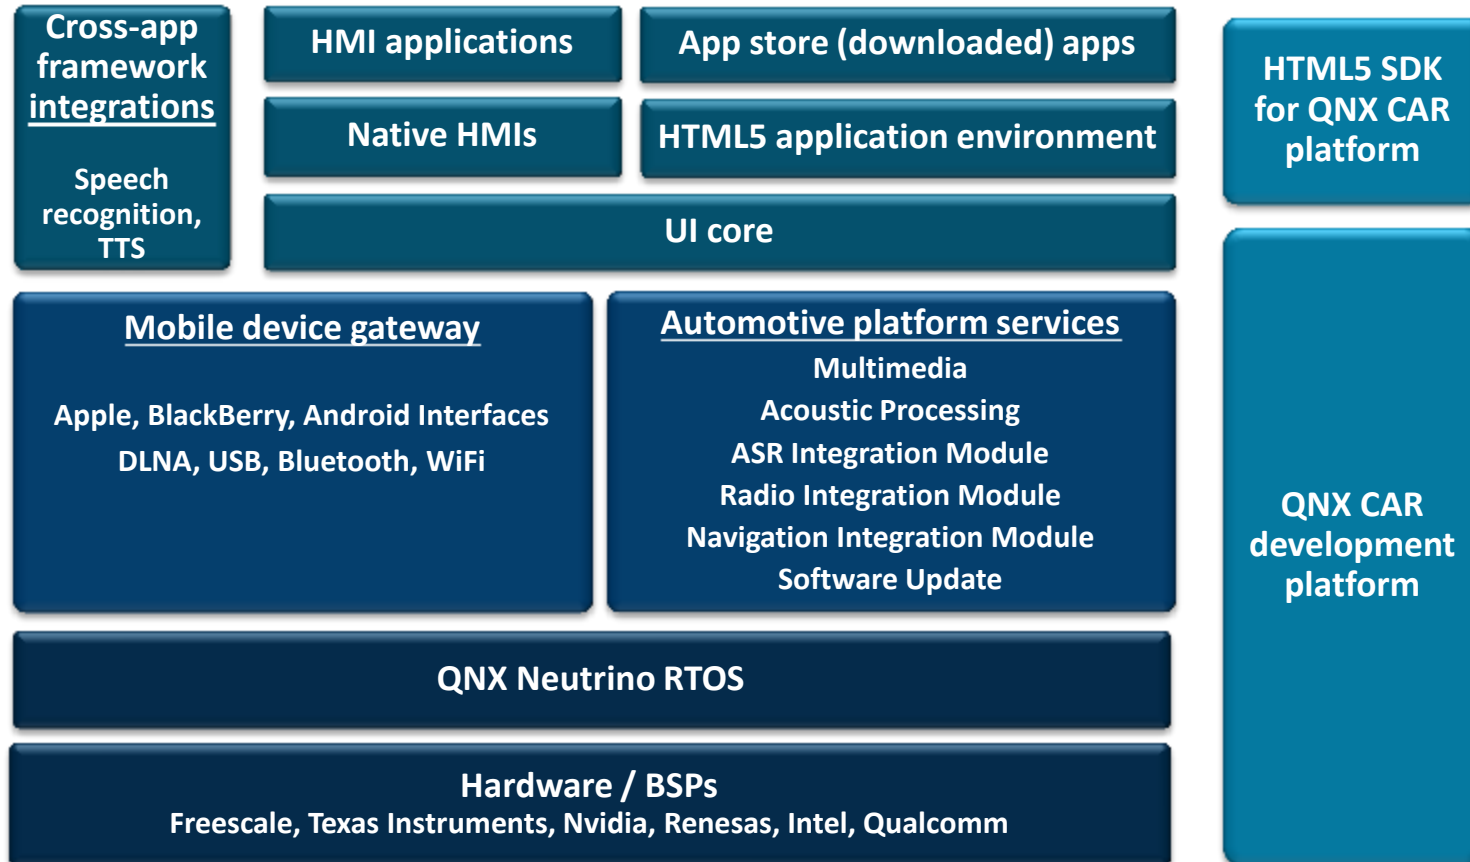 Cross-app
framework
integrations
Speech
recognition,
TTS
HMI applications
App store (downloaded) apps
Native HMIs
HTML5 application environment
UI core
HTML5 SDK
for QNX CAR
platform
Mobile device gateway
Apple, BlackBerry, Android Interfaces
DLNA, USB, Bluetooth, WiFi
Automotive platform services
Multimedia
Acoustic Processing
ASR Integration Module
Radio Integration Module
Navigation Integration Module
Software Update
QNX CAR
development
platform
QNX Neutrino RTOS
Hardware / BSPs
Freescale, Texas Instruments, Nvidia, Renesas, Intel, Qualcomm